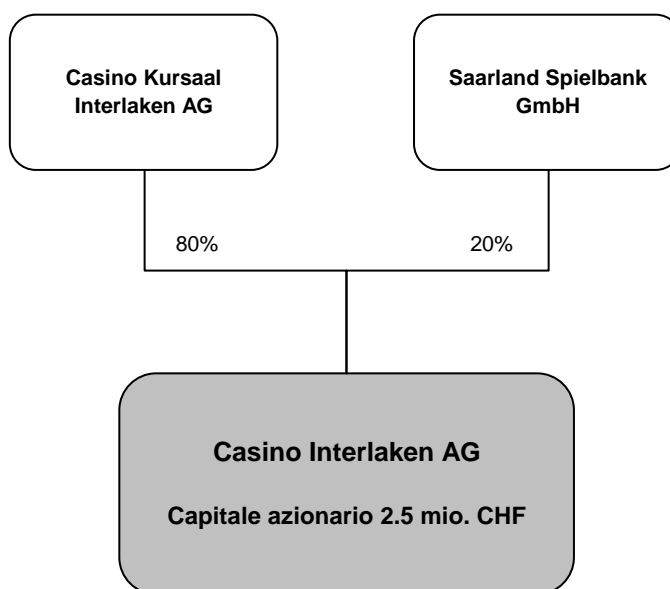 Casino Kursaal
Interlaken AG
Saarland Spielbank
GmbH
80%
20%
Casino Interlaken AG
Capitale azionario 2.5 mio. CHF